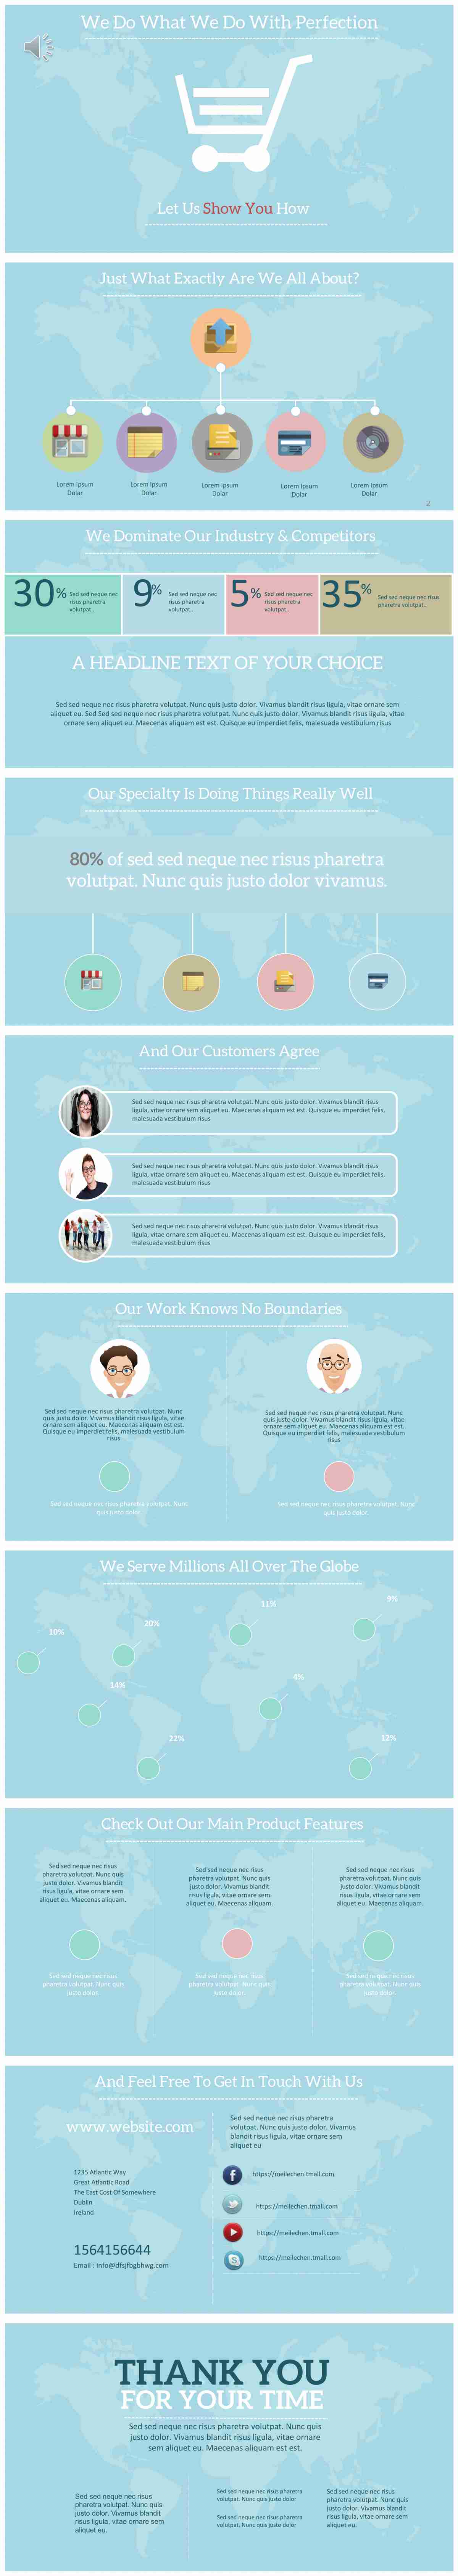 We Do What We Do With Perfection
Let Us Show You How
Just What Exactly Are We All About?
Lorem Ipsum
Dolar
Lorem Ipsum
Dolar
Lorem Ipsum
Dolar
Lorem Ipsum
Dolar
Lorem Ipsum
Dolar
2
We Dominate Our Industry & Competitors
30%
Sed sed neque nec
risus pharetra
volutpat..
9%
Sed sed neque nec
risus pharetra
volutpat..
5%
Sed sed neque nec
risus pharetra
volutpat..
35%
Sed sed neque nec risus
pharetra volutpat..
A HEADLINE TEXT OF YOUR CHOICE
Sed sed neque nec risus pharetra volutpat. Nunc quis justo dolor. Vivamus blandit risus ligula, vitae ornare sem
aliquet eu. Sed Sed sed neque nec risus pharetra volutpat. Nunc quis justo dolor. Vivamus blandit risus ligula, vitae
ornare sem aliquet eu. Maecenas aliquam est est. Quisque eu imperdiet felis, malesuada vestibulum risus
Our Specialty Is Doing Things Really Well
80% of sed sed neque nec risus pharetra
volutpat. Nunc quis justo dolor vivamus.
And Our Customers Agree
Sed sed neque nec risus pharetra volutpat. Nunc quis justo dolor. Vivamus blandit risus
ligula, vitae ornare sem aliquet eu. Maecenas aliquam est est. Quisque eu imperdiet felis,
malesuada vestibulum risus
Sed sed neque nec risus pharetra volutpat. Nunc quis justo dolor. Vivamus blandit risus
ligula, vitae ornare sem aliquet eu. Maecenas aliquam est est. Quisque eu imperdiet felis,
malesuada vestibulum risus
Sed sed neque nec risus pharetra volutpat. Nunc quis justo dolor. Vivamus blandit risus
ligula, vitae ornare sem aliquet eu. Maecenas aliquam est est. Quisque eu imperdiet felis,
malesuada vestibulum risus
Our Work Knows No Boundaries
Sed sed neque nec risus pharetra volutpat. Nunc
quis justo dolor. Vivamus blandit risus ligula, vitae
ornare sem aliquet eu. Maecenas aliquam est est.
Quisque eu imperdiet felis, malesuada vestibulum
risus
Sed sed neque nec risus pharetra volutpat. Nunc
quis justo dolor
Sed sed neque nec risus pharetra volutpat. Nunc
quis justo dolor. Vivamus blandit risus ligula, vitae
ornare sem aliquet eu. Maecenas aliquam est est.
Quisque eu imperdiet felis, malesuada vestibulum
risus
Sed sed neque nec risus pharetra volutpat. Nunc
quis justo dolor
We Serve Millions All Over The Globe
9%
11%
20%
10%
4%
14%
22%
12%
Check Out Our Main Product Features
Sed sed neque nec risus
pharetra volutpat. Nunc quis
justo dolor. Vivamus blandit
risus ligula, vitae ornare sem
aliquet eu. Maecenas aliquam.
Sed sed neque nec risus
pharetra volutpat. Nunc quis
justo dolor
Sed sed neque nec risus
pharetra volutpat. Nunc quis
justo dolor. Vivamus blandit
risus ligula, vitae ornare sem
aliquet eu. Maecenas aliquam.
Sed sed neque nec risus
pharetra volutpat. Nunc quis
justo dolor
Sed sed neque nec risus
pharetra volutpat. Nunc quis
justo dolor. Vivamus blandit
risus ligula, vitae ornare sem
aliquet eu. Maecenas aliquam.
Sed sed neque nec risus
pharetra volutpat. Nunc quis
justo dolor
And Feel Free To Get In Touch With Us
www.website.com
1235 Atlantic Way
Great Atlantic Road
The East Cost Of Somewhere
Dublin
Ireland
1564156644
Email : info@dfsjfbgbhwg.com
Sed sed neque nec risus pharetra
volutpat. Nunc quis justo dolor. Vivamus
blandit risus ligula, vitae ornare sem
aliquet eu
https://meilechen.tmall.com
https://meilechen.tmall.com
https://meilechen.tmall.com
https://meilechen.tmall.com
THANK YOU
FOR YOUR TIME
Sed sed neque nec risus pharetra volutpat. Nunc quis
justo dolor. Vivamus blandit risus ligula, vitae ornare
sem aliquet eu. Maecenas aliquam est est.
Sed sed neque nec risus
pharetra volutpat. Nunc quis
justo dolor. Vivamus blandit
risus ligula, vitae ornare sem
aliquet eu.
Sed sed neque nec risus pharetra
volutpat. Nunc quis justo dolor
Sed sed neque nec risus pharetra
volutpat. Nunc quis justo dolor
Sed sed neque nec risus
pharetra volutpat. Nunc quis
justo dolor. Vivamus blandit
risus ligula, vitae ornare sem
aliquet eu.